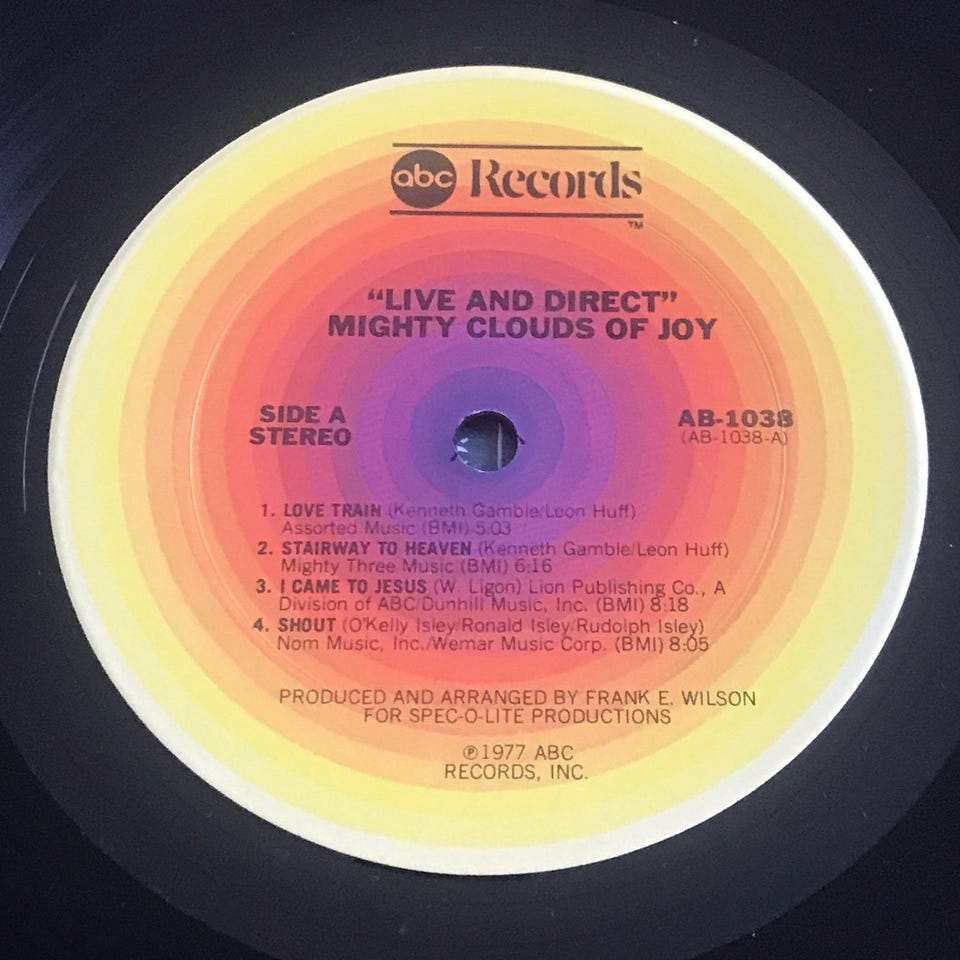 abc Records
™
“LIVE AND DIRECT”
MIGHTY CLOUDS OF JOY
SIDE A
STEREO
AB-1038
(AB-1038-A)
1. LOVE TRAIN (Kenneth Gamble/Leon Huff)
Assorted Music (BMI) 5:03
2. STAIRWAY TO HEAVEN (Kenneth Gamble/Leon Huff)
Mighty Three Music (BMI) 6:16
3. I CAME TO JESUS (W. Ligon) Lion Publishing Co., A
Division of ABC/Dunhill Music, Inc. (BMI) 8:18
4. SHOUT (O'Kelly Isley/Ronald Isley/Rudolph Isley)
Nom Music, Inc./Wemar Music Corp. (BMI) 8:05
PRODUCED AND ARRANGED BY FRANK E. WILSON
FOR SPEC-O-LITE PRODUCTIONS
℗1977 ABC
RECORDS, INC.